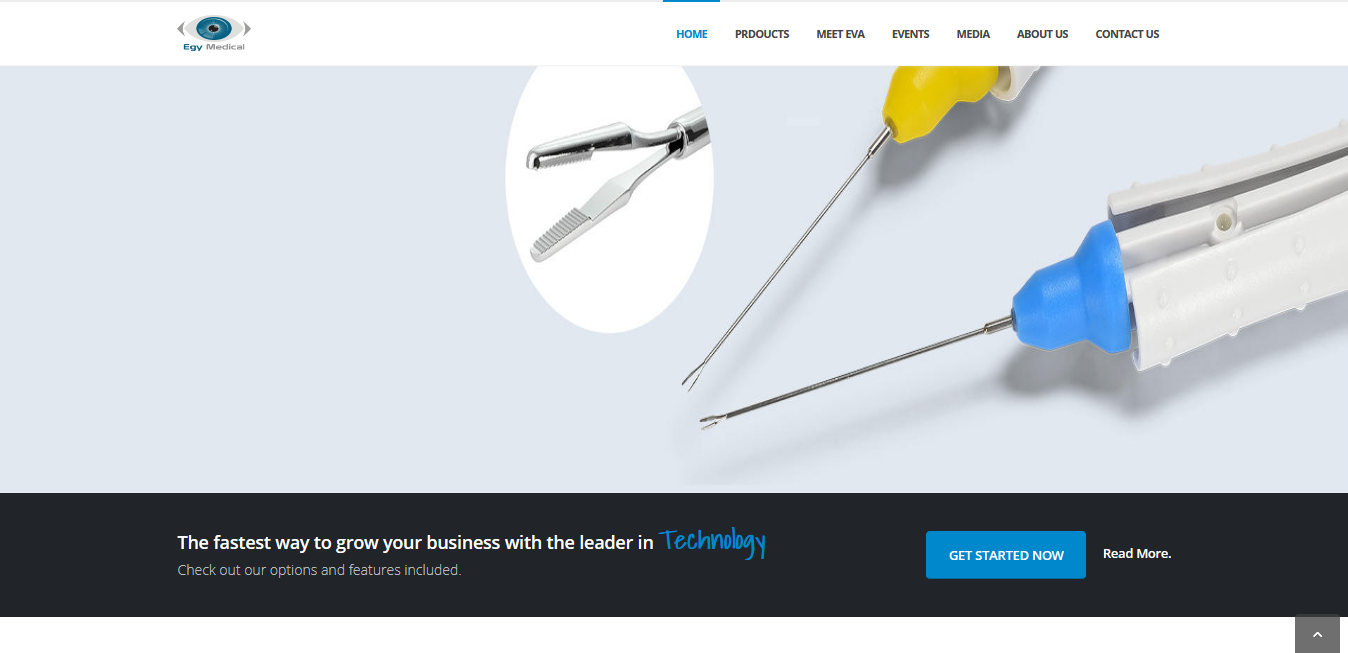 Egy Medical
HOME PRDOUCTS MEET EVA EVENTS MEDIA ABOUT US CONTACT US
The fastest way to grow your business with the leader in Technology
Check out our options and features included.
GET STARTED NOW Read More.